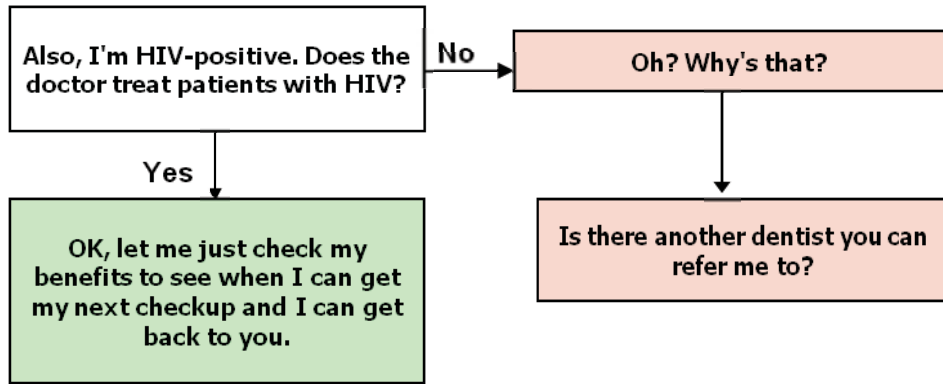 Also, I'm HIV-positive. Does the
doctor treat patients with HIV?
No
Oh? Why's that?
Yes
OK, let me just check my
benefits to see when I can get
my next checkup and I can get
back to you.
Is there another dentist you can
refer me to?